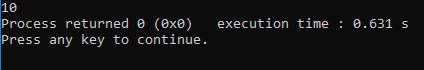 10
Process returned 0 (0x0)   execution time : 0.631 s
Press any key to continue.